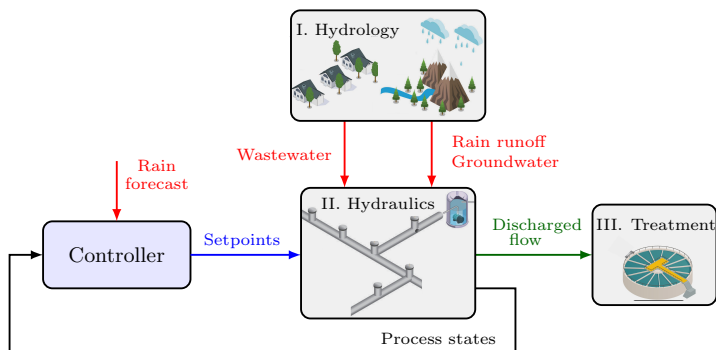 I. Hydrology
Wastewater
Rain runoff
Groundwater
Rain
forecast
II. Hydraulics
Controller
Setpoints
Discharged
flow
III. Treatment
Process states